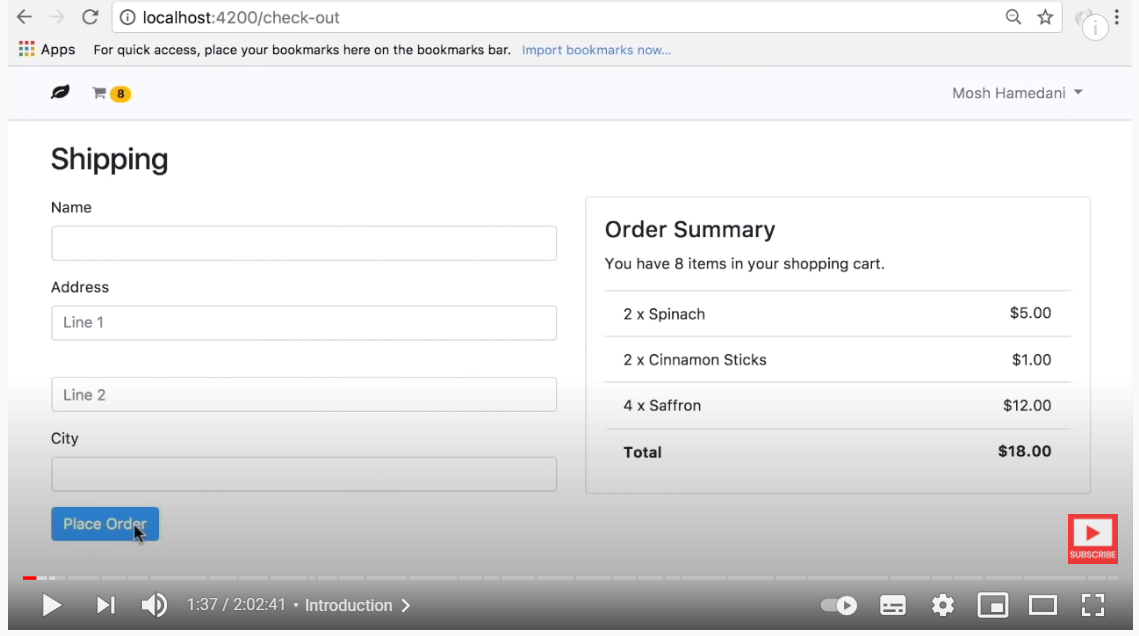 localhost:4200/check-out
Apps For quick access, place your bookmarks here on the bookmarks bar. Import bookmarks now...
8 Mosh Hamedani
Shipping
Name
Address
Line 1
Line 2
City
Place Order
Order Summary
You have 8 items in your shopping cart.
2 x Spinach $5.00
2 x Cinnamon Sticks $1.00
4 x Saffron $12.00
Total $18.00
SUBSCRIBE
1:37 / 2:02:41 • Introduction